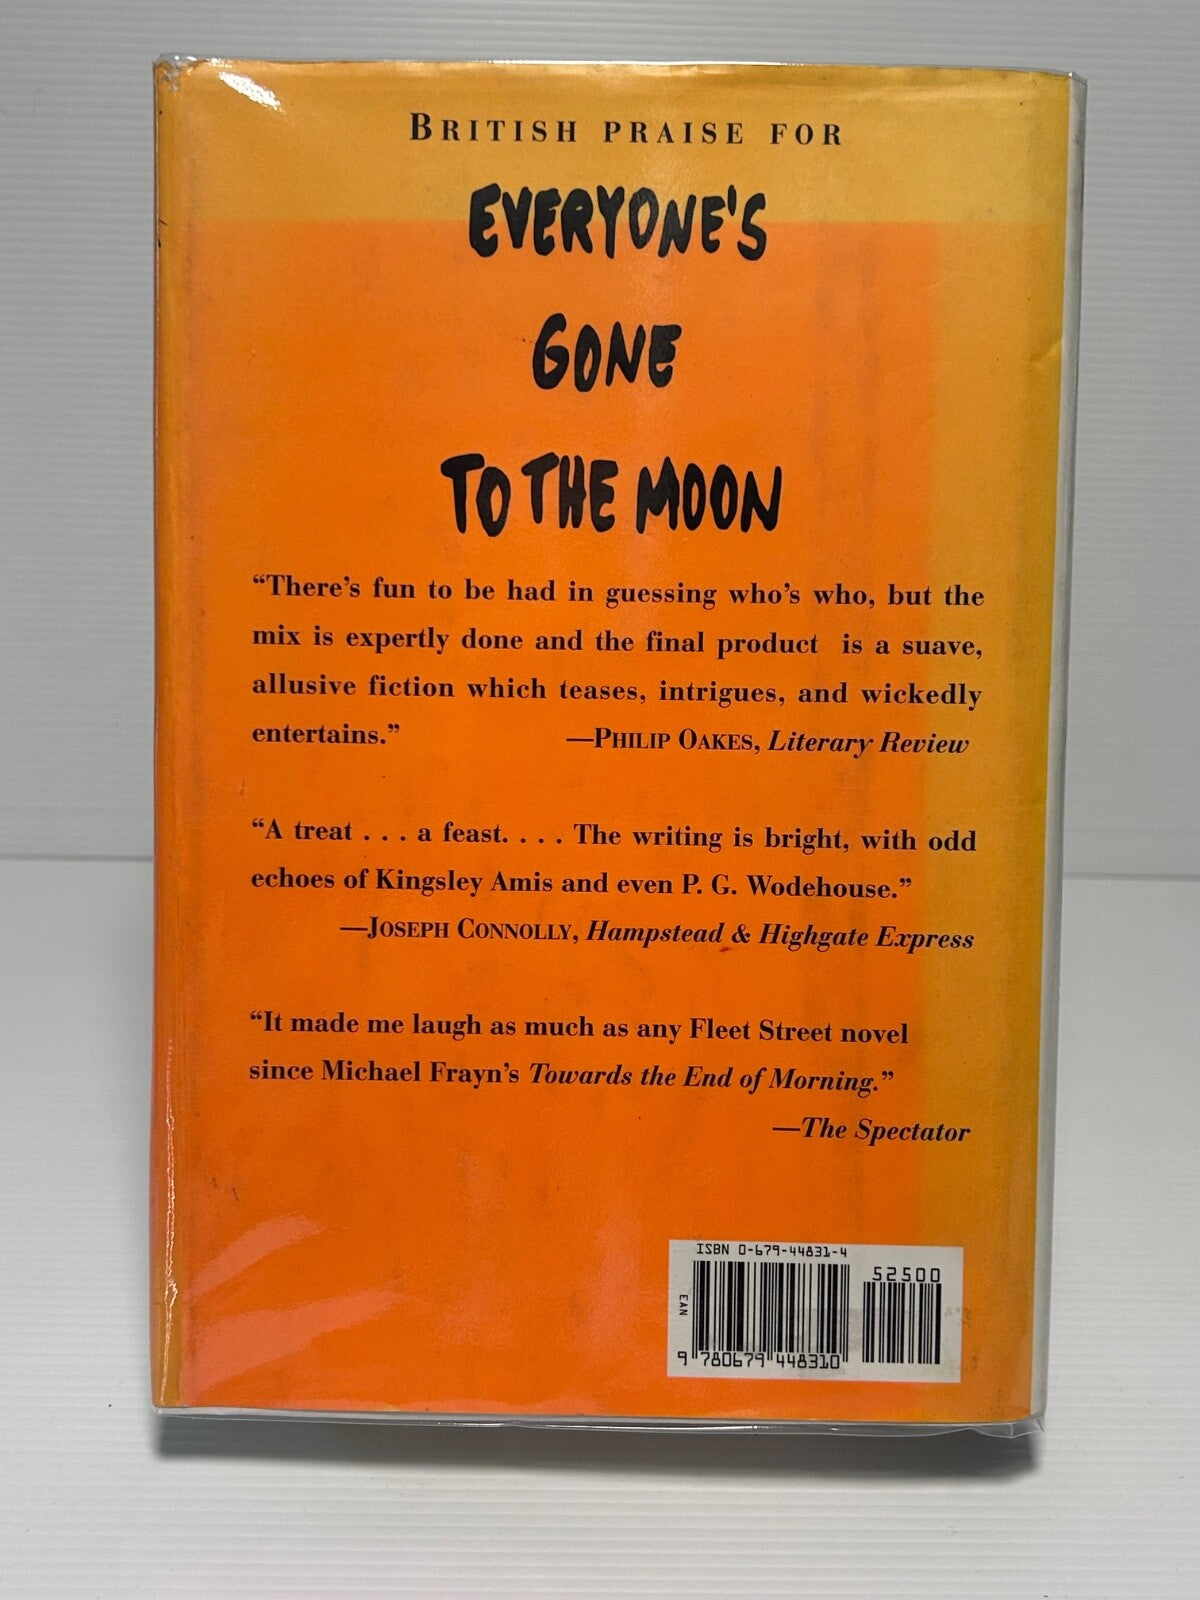 BRITISH PRAISE FOR
EVERYONE'S
GONE
TO THE MOON
“There’s fun to be had in guessing who’s who, but the
mix is expertly done and the final product is a suave,
allusive fiction which teases, intrigues, and wickedly
entertains.” —PHILIP OAKES, Literary Review
“A treat . . . a feast. . . . The writing is bright, with odd
echoes of Kingsley Amis and even P. G. Wodehouse.”
—JOSEPH CONNOLLY, Hampstead & Highgate Express
“It made me laugh as much as any Fleet Street novel
since Michael Frayn’s Towards the End of Morning.”
—The Spectator
ISBN 0-679-44831-4
52500
EAN
9 780679 448310